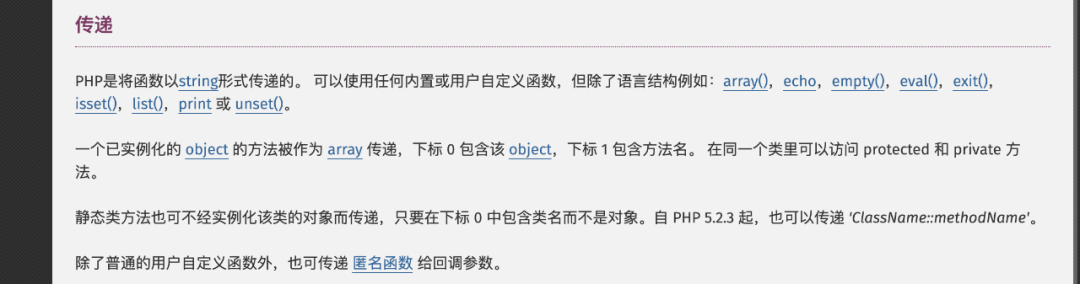 传递
PHP是将函数以string形式传递的。 可以使用任何内置或用户自定义函数，但除了语言结构例如：array()，echo，empty()，eval()，exit()，
isset()，list()，print 或 unset()。
一个已实例化的 object 的方法被作为 array 传递，下标 0 包含该 object，下标 1 包含方法名。 在同一个类里可以访问 protected 和 private 方
法。
静态类方法也可不经实例化该类的对象而传递，只要在下标 0 中包含类名而不是对象。自 PHP 5.2.3 起，也可以传递 'ClassName::methodName'。
除了普通的用户自定义函数外，也可传递 匿名函数 给回调参数。